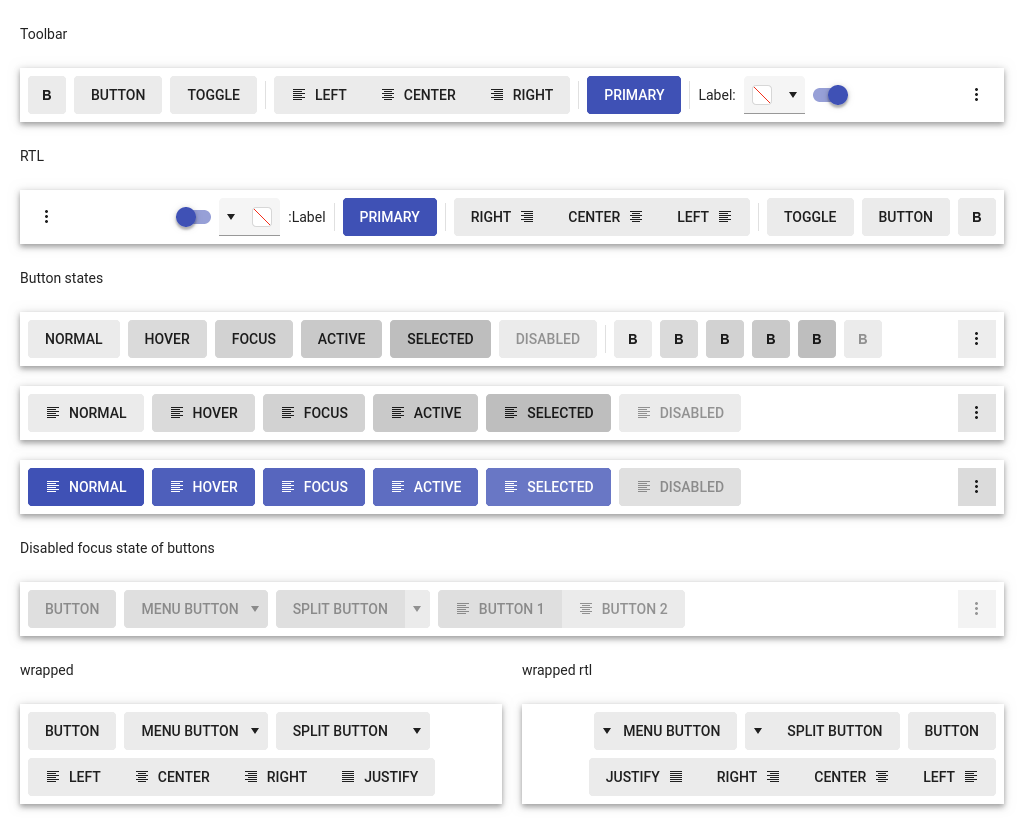 Toolbar
B BUTTON TOGGLE LEFT CENTER RIGHT PRIMARY Label:
RTL
:Label PRIMARY RIGHT CENTER LEFT TOGGLE BUTTON B
Button states
NORMAL HOVER FOCUS ACTIVE SELECTED DISABLED B B B B B B
NORMAL HOVER FOCUS ACTIVE SELECTED DISABLED
NORMAL HOVER FOCUS ACTIVE SELECTED DISABLED
Disabled focus state of buttons
BUTTON MENU BUTTON SPLIT BUTTON BUTTON 1 BUTTON 2
wrapped
BUTTON MENU BUTTON SPLIT BUTTON
LEFT CENTER RIGHT JUSTIFY
wrapped rtl
MENU BUTTON SPLIT BUTTON BUTTON
JUSTIFY RIGHT CENTER LEFT